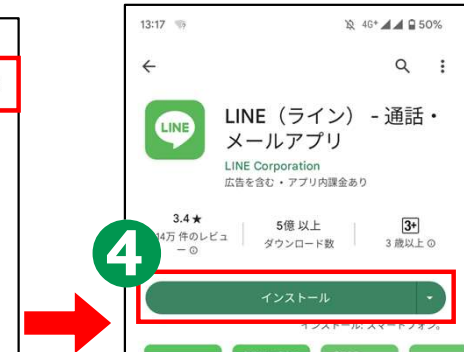 13:17 4G+ 50%
LINE LINE（ライン） - 通話・
メールアプリ
LINE Corporation
広告を含む・アプリ内課金あり
3.4★ 5億 以上 3+
14万 件のレビュ
ー ダウンロード数 3 歳以上
4
インストール
インストール: スマートフォン。